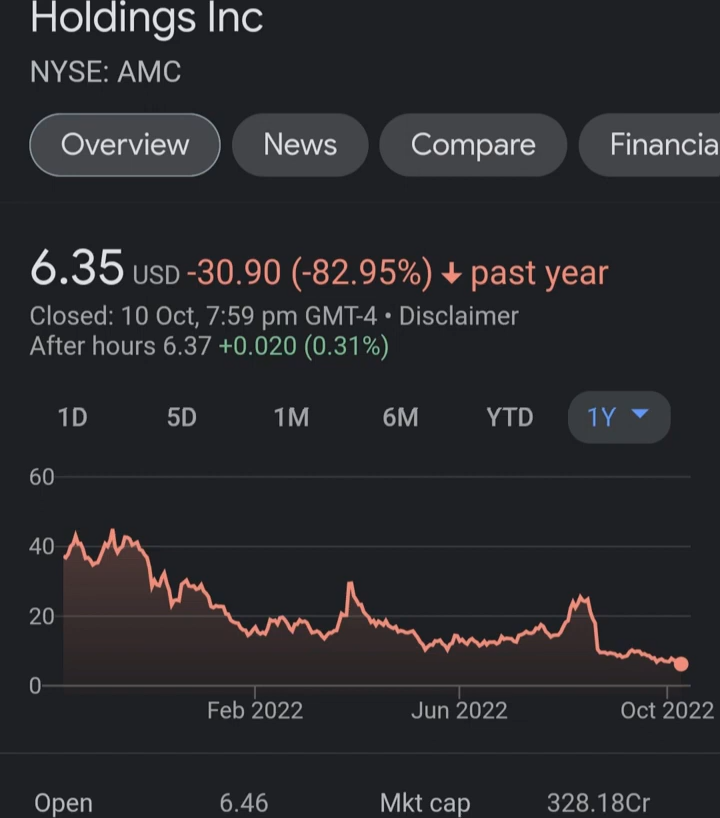 Holdings Inc
NYSE: AMC
Overview News Compare Financia
6.35 USD -30.90 (-82.95%) ↓ past year
Closed: 10 Oct, 7:59 pm GMT-4 • Disclaimer
After hours 6.37 +0.020 (0.31%)
1D 5D 1M 6M YTD 1Y
60
40
20
0
Feb 2022 Jun 2022 Oct 2022
Open 6.46 Mkt cap 328.18Cr